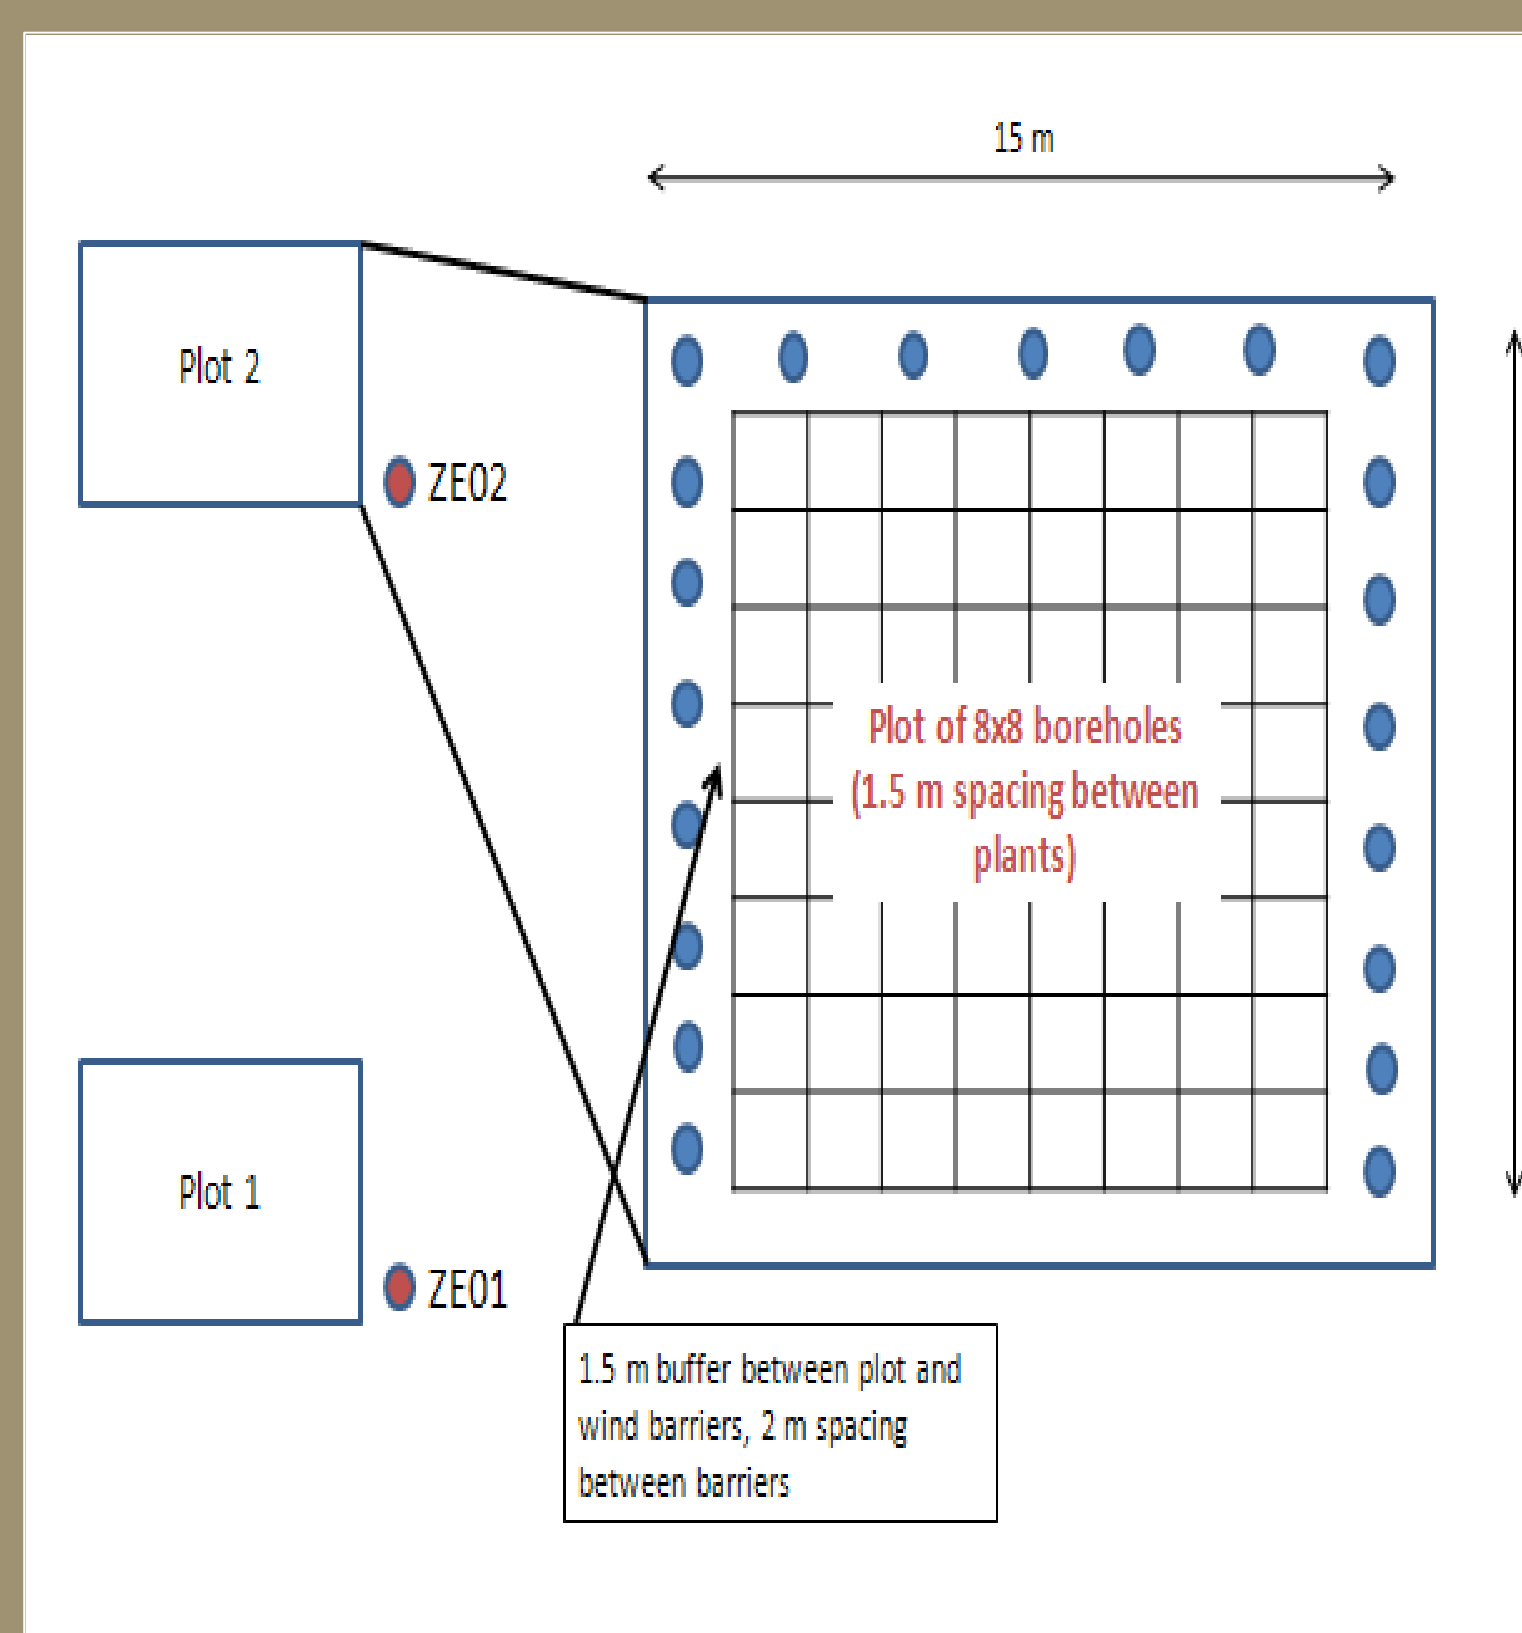 15 m
Plot 2
ZE02
Plot of 8x8 boreholes
(1.5 m spacing between
plants)
Plot 1
ZE01
1.5 m buffer between plot and
wind barriers, 2 m spacing
between barriers